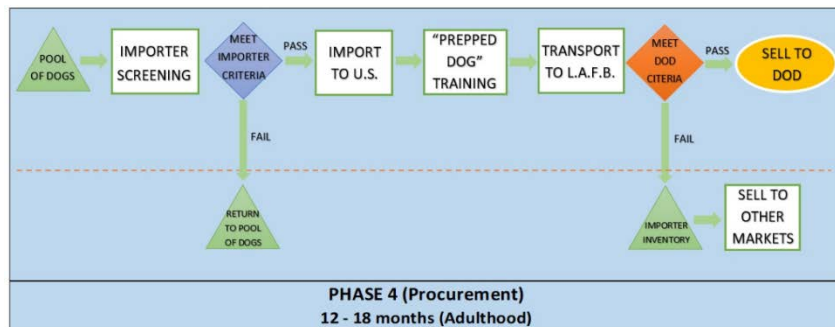 POOL
OF DOGS
IMPORTER
SCREENING
MEET
IMPORTER
CRITERIA
PASS
IMPORT
TO U.S.
“PREPPED
DOG”
TRAINING
TRANSPORT
TO L.A.F.B.
MEET
DOD
CITERIA
PASS
SELL TO
DOD
FAIL
FAIL
RETURN
TO POOL
OF DOGS
IMPORTER
INVENTORY
SELL TO
OTHER
MARKETS
PHASE 4 (Procurement)
12 - 18 months (Adulthood)